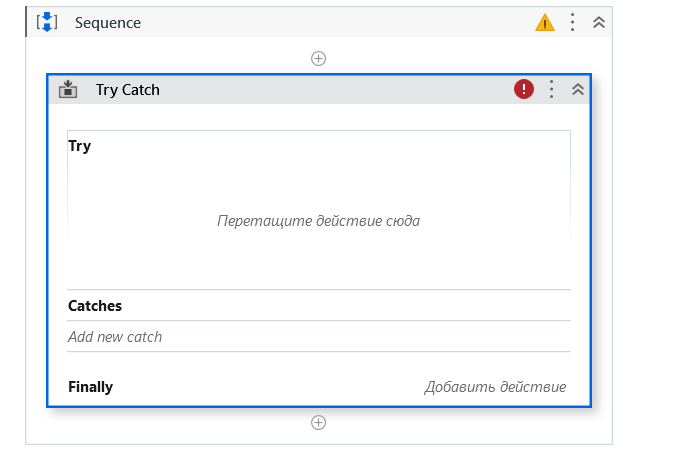 Sequence
Try Catch
Try
Перетащите действие сюда
Catches
Add new catch
Finally Добавить действие